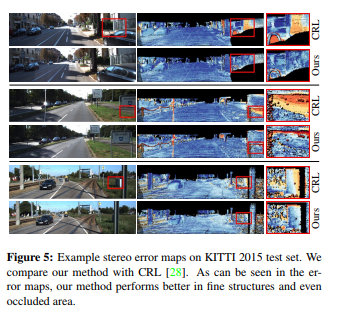 CRL
Ours
CRL
Ours
CRL
Ours
Figure 5: Example stereo error maps on KITTI 2015 test set. We
compare our method with CRL [28]. As can be seen in the er-
ror maps, our method performs better in fine structures and even
occluded area.